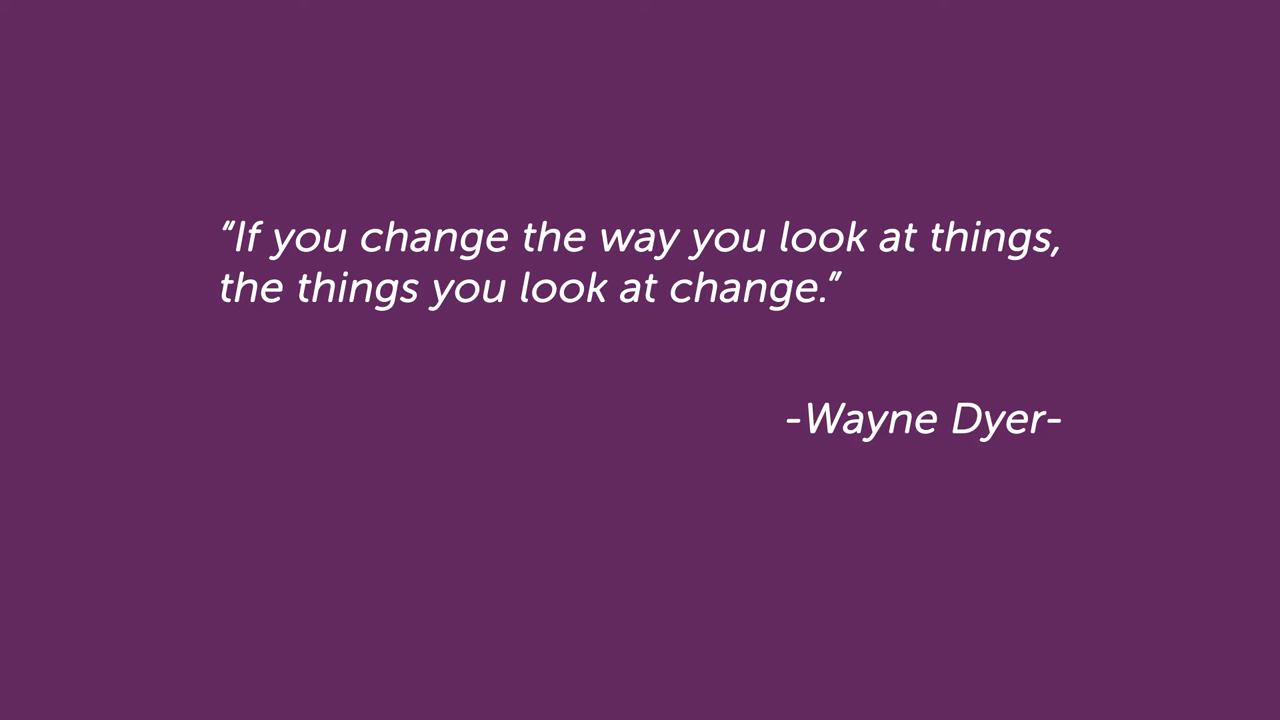 “If you change the way you look at things,
the things you look at change.”
-Wayne Dyer-